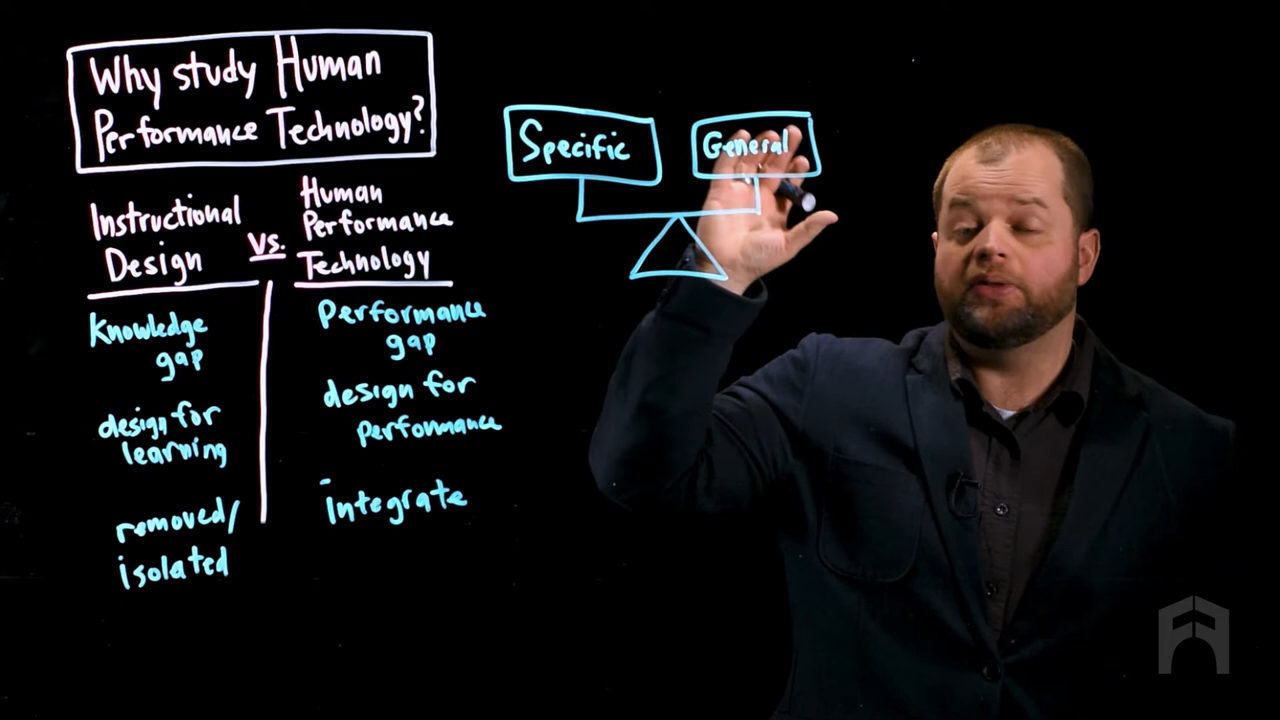 Why study Human
Performance Technology?
Instructional
Design
vs.
Human
Performance
Technology
Knowledge
gap
design for
learning
removed/
isolated
Performance
gap
design for
performance
integrate
Specific
General